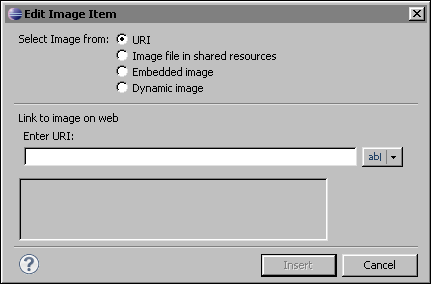 Edit Image Item
Select Image from: URI
Image file in shared resources
Embedded image
Dynamic image
Link to image on web
Enter URI:
ab|
?
Insert Cancel